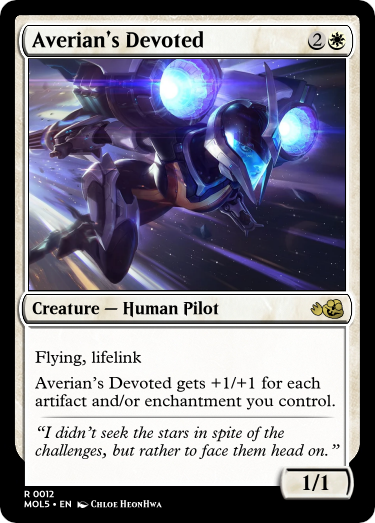 Averian's Devoted 2
Creature — Human Pilot
Flying, lifelink
Averian's Devoted gets +1/+1 for each
artifact and/or enchantment you control.
“I didn't seek the stars in spite of the
challenges, but rather to face them head on.”
1/1
R 0012
MOL5 • EN Chloe HeonHwa